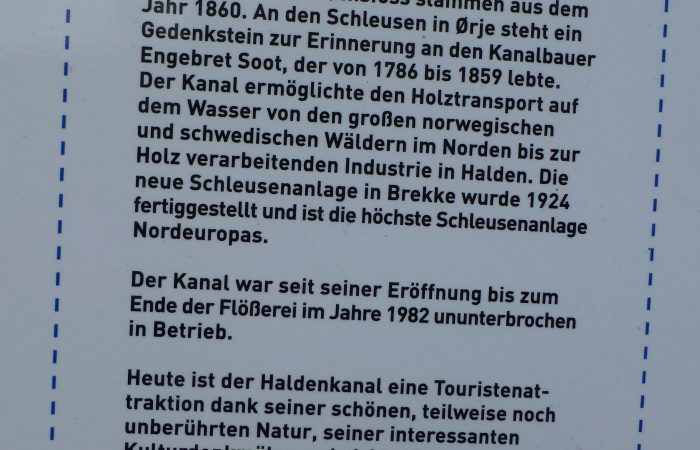 stammen aus dem
Jahr 1860. An den Schleusen in Ørje steht ein
Gedenkstein zur Erinnerung an den Kanalbauer
Engebret Soot, der von 1786 bis 1859 lebte.
Der Kanal ermöglichte den Holztransport auf
dem Wasser von den großen norwegischen
und schwedischen Wäldern im Norden bis zur
Holz verarbeitenden Industrie in Halden. Die
neue Schleusenanlage in Brekke wurde 1924
fertiggestellt und ist die höchste Schleusenanlage
Nordeuropas.
Der Kanal war seit seiner Eröffnung bis zum
Ende der Flößerei im Jahre 1982 ununterbrochen
in Betrieb.
Heute ist der Haldenkanal eine Touristenat-
traktion dank seiner schönen, teilweise noch
unberührten Natur, seiner interessanten